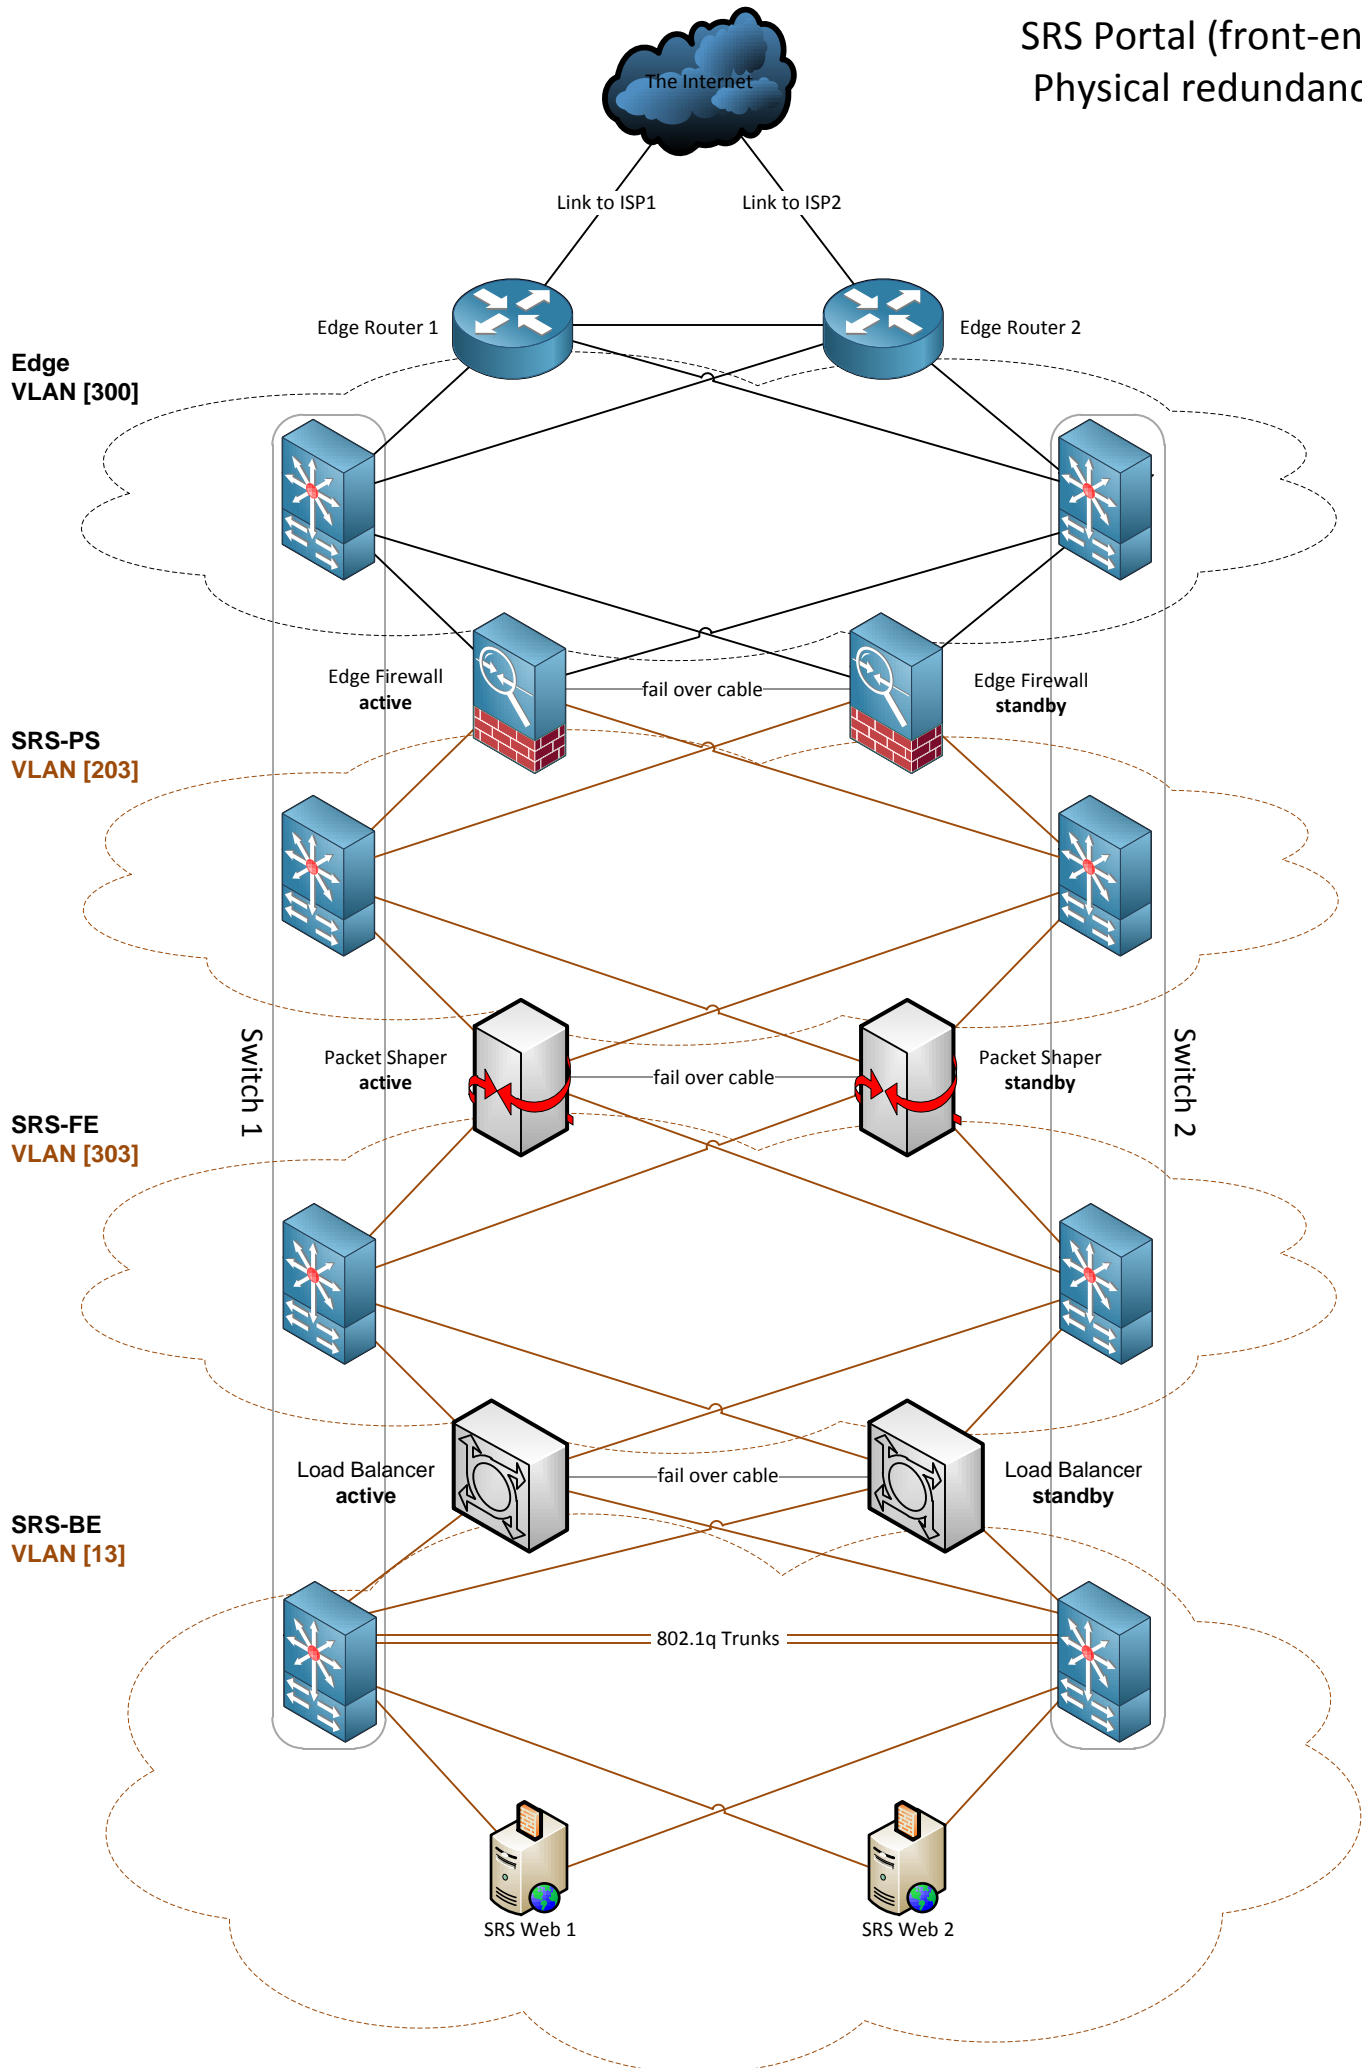 SRS Portal (front-en
Physical redundanc
The Internet
Link to ISP1
Link to ISP2
Edge Router 1
Edge Router 2
Edge
VLAN [300]
Edge Firewall
active
fail over cable
Edge Firewall
standby
SRS-PS
VLAN [203]
Switch 1
Switch 2
Packet Shaper
active
fail over cable
Packet Shaper
standby
SRS-FE
VLAN [303]
Load Balancer
active
fail over cable
Load Balancer
standby
SRS-BE
VLAN [13]
802.1q Trunks
SRS Web 1
SRS Web 2